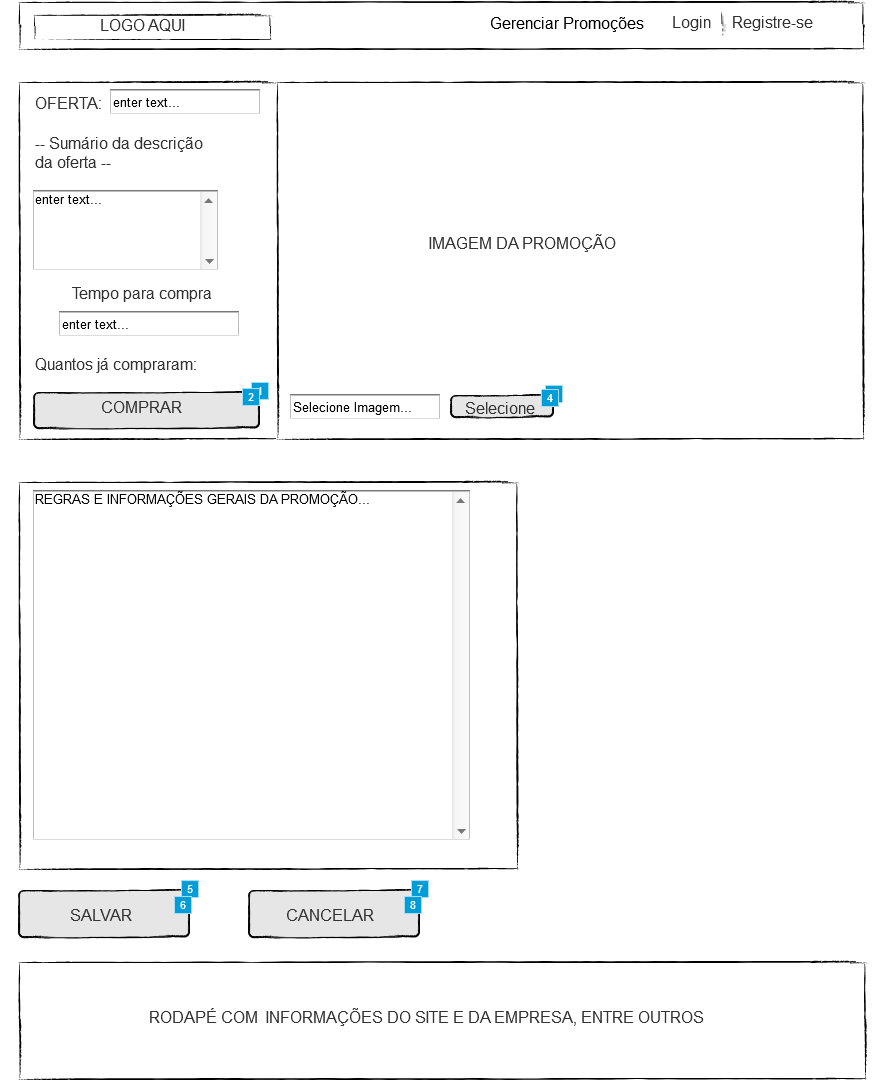 LOGO AQUI
Gerenciar Promoções
Login
Registre-se
OFERTA:
enter text...
-- Sumário da descrição
da oferta --
enter text...
Tempo para compra
enter text...
Quantos já compraram:
COMPRAR
1
2
IMAGEM DA PROMOÇÃO
Selecione Imagem...
Selecione
4
REGRAS E INFORMAÇÕES GERAIS DA PROMOÇÃO...
SALVAR
5
6
CANCELAR
7
8
RODAPÉ COM INFORMAÇÕES DO SITE E DA EMPRESA, ENTRE OUTROS